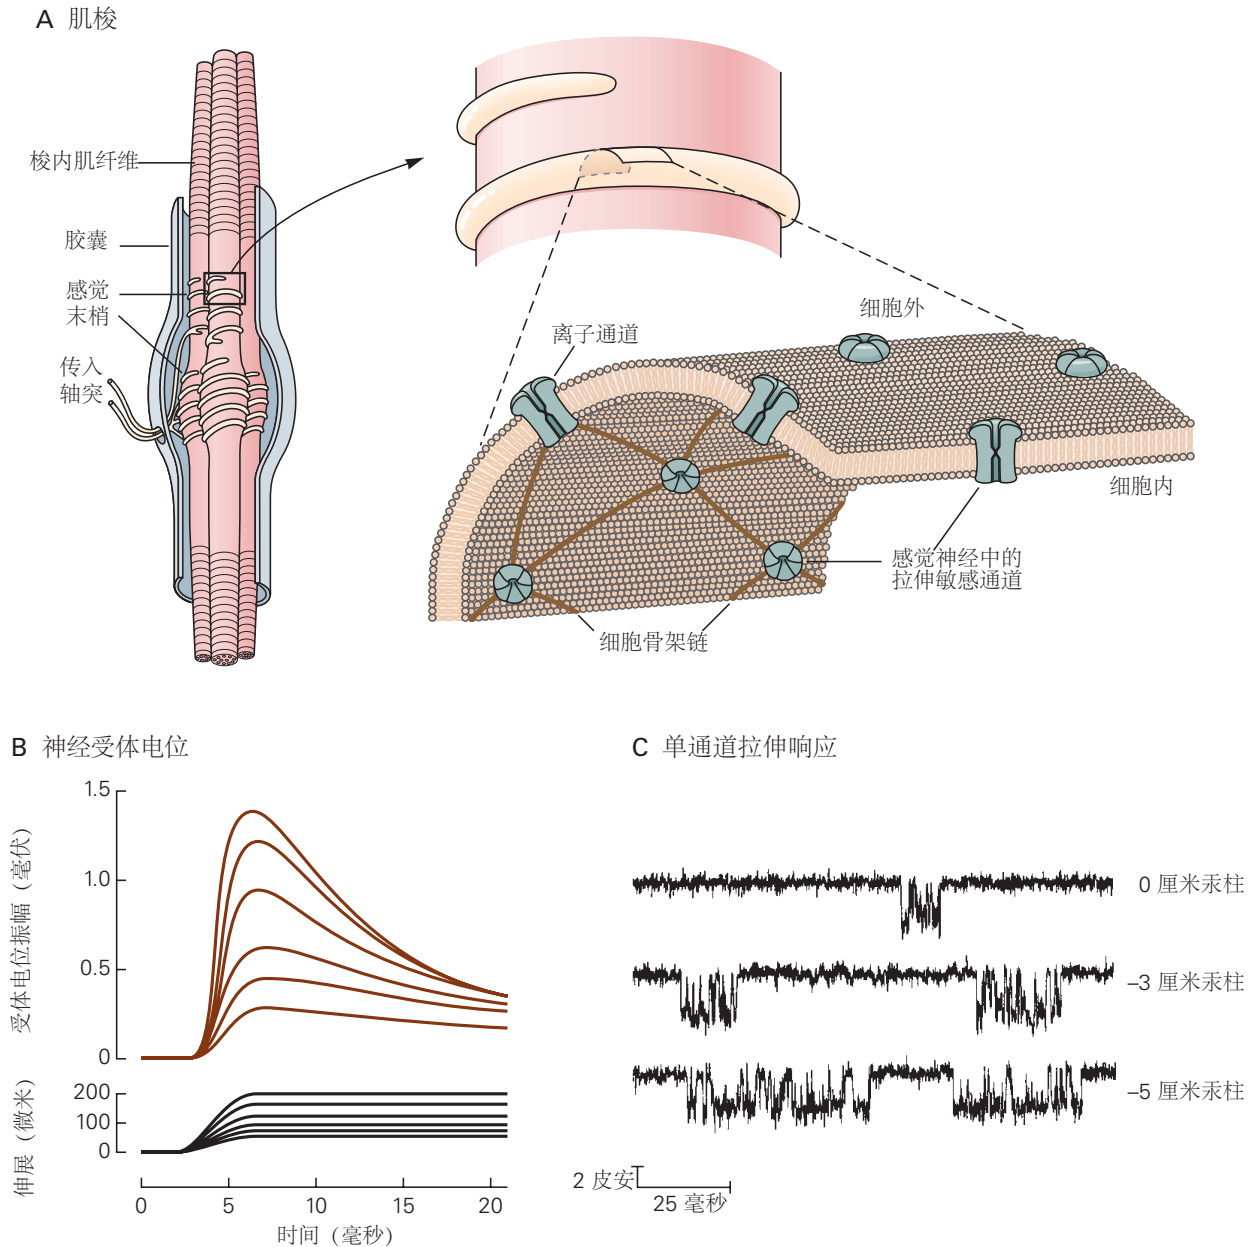 A 肌梭
梭内肌纤维
胶囊
感觉
末梢
传入
轴突
细胞外
离子通道
细胞内
感觉神经中的
拉伸敏感通道
细胞骨架链
B 神经受体电位
1.5
1.0
0.5
0
受体电位振幅（毫伏）
200
100
0
伸展（微米）
0 5 10 15 20
时间（毫秒）
C 单通道拉伸响应
0 厘米汞柱
–3 厘米汞柱
–5 厘米汞柱
2 皮安
25 毫秒